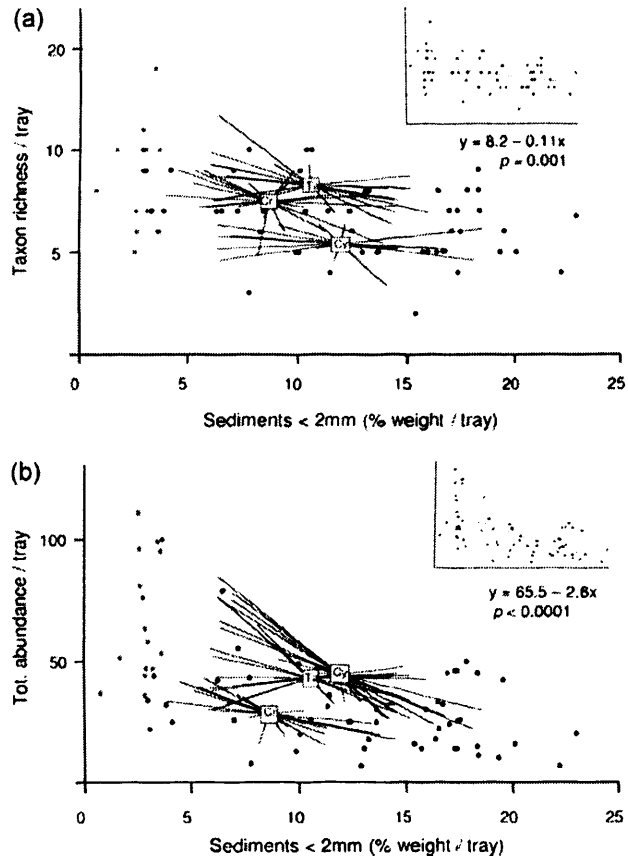 (a)
Taxon richness / tray
20
10
5
y = 8.2 – 0.11x
p = 0.001
Cr
Cy
0
5
10
15
20
25
Sediments < 2mm (% weight / tray)
(b)
Tot. abundance / tray
100
50
y = 65.5 – 2.6x
p < 0.0001
Cy
Cr
0
5
10
15
20
25
Sediments < 2mm (% weight / tray)